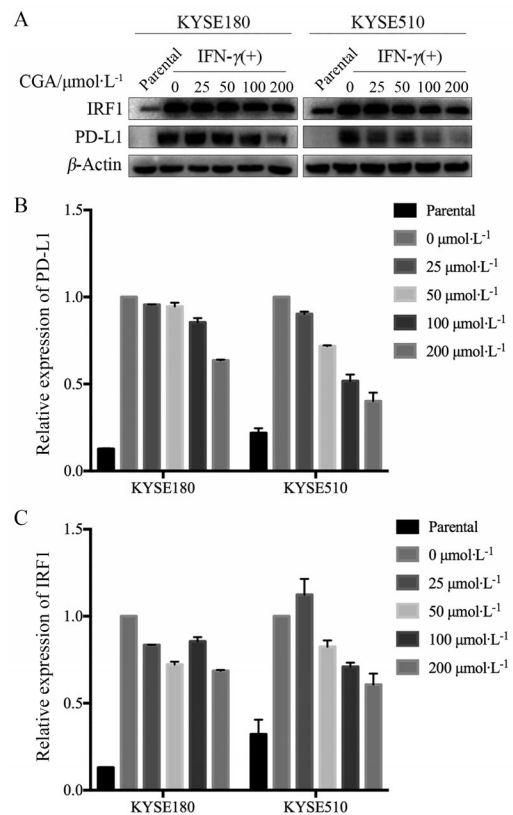 A
KYSE180 KYSE510
Parental IFN-γ(+) Parental IFN-γ(+)
CGA/μmol·L-1 0 25 50 100 200 0 25 50 100 200
IRF1
PD-L1
β-Actin
B
Relative expression of PD-L1
1.5
1.0
0.5
0.0
KYSE180 KYSE510
Parental
0 μmol·L-1
25 μmol·L-1
50 μmol·L-1
100 μmol·L-1
200 μmol·L-1
C
Relative expression of IRF1
1.5
1.0
0.5
0.0
KYSE180 KYSE510
Parental
0 μmol·L-1
25 μmol·L-1
50 μmol·L-1
100 μmol·L-1
200 μmol·L-1